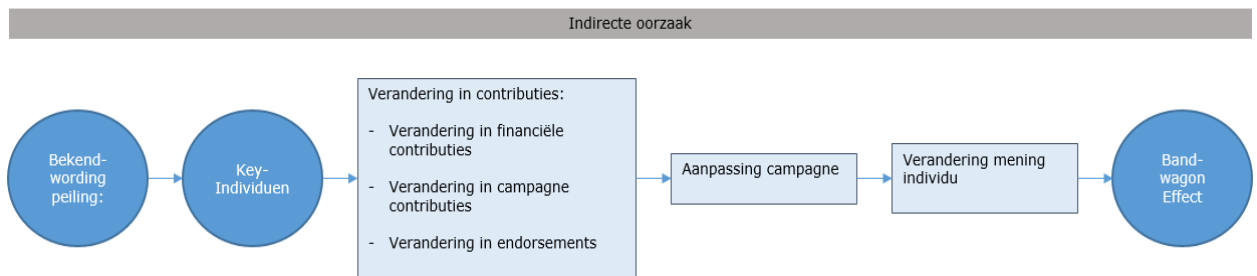 Indirecte oorzaak
Bekend-
wording
peiling:
Key-
Individuen
Verandering in contributies:
- Verandering in financiële
contributies
- Verandering in campagne
contributies
- Verandering in endorsements
Aanpassing campagne
Verandering mening
individu
Band-
wagon
Effect